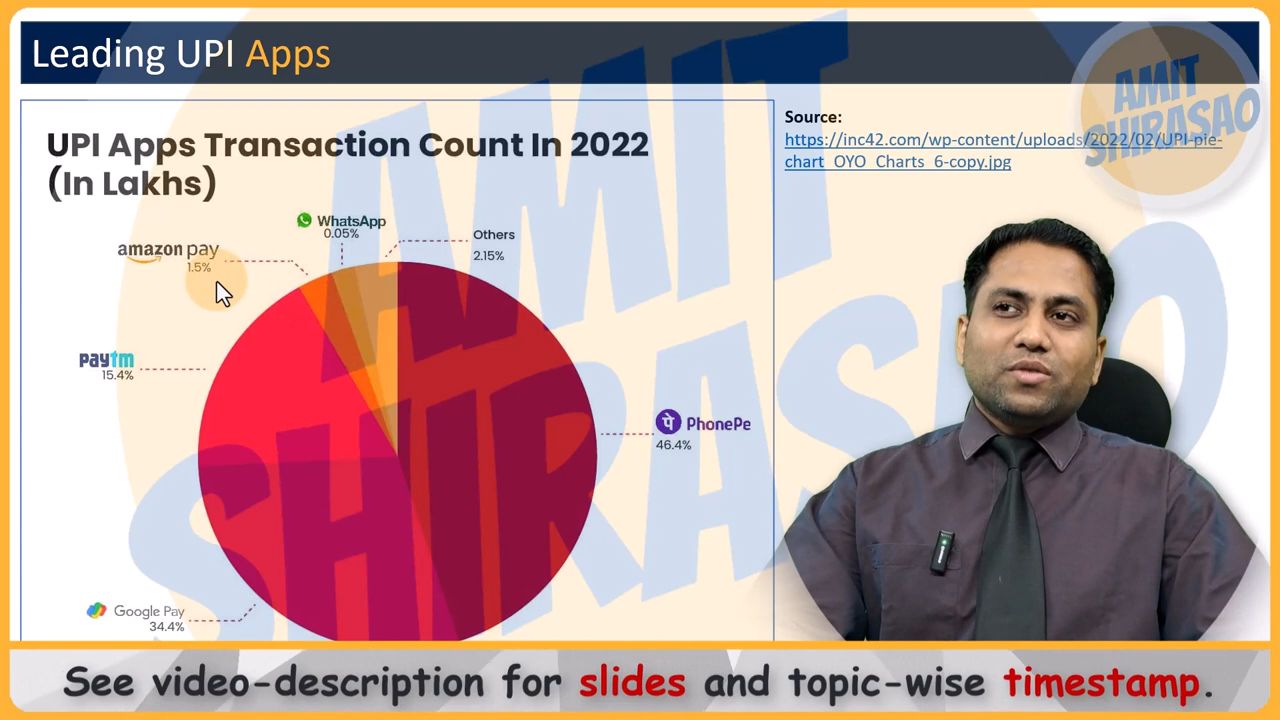 Leading UPI Apps
UPI Apps Transaction Count In 2022
(In Lakhs)
WhatsApp
0.05%
Others
2.15%
amazon pay
1.5%
paytm
15.4%
पे PhonePe
46.4%
Google Pay
34.4%
Source:
https://inc42.com/wp-content/uploads/2022/02/UPI-pie-
chart_OYO_Charts_6-copy.jpg
AMIT
SHIRASAO
AMIT
SHIRASAO
See video-description for slides and topic-wise timestamp.